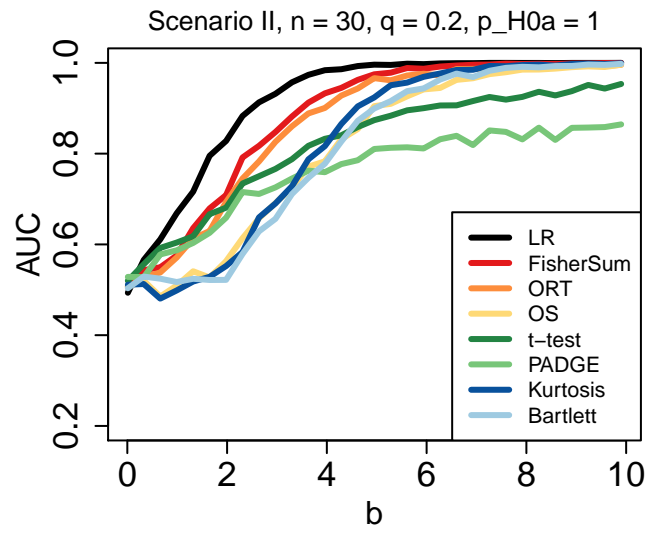 Scenario II, n = 30, q = 0.2, p_H0a = 1
AUC
1.0
0.8
0.6
0.4
0.2
LR
FisherSum
ORT
OS
t−test
PADGE
Kurtosis
Bartlett
0 2 4 6 8 10
b